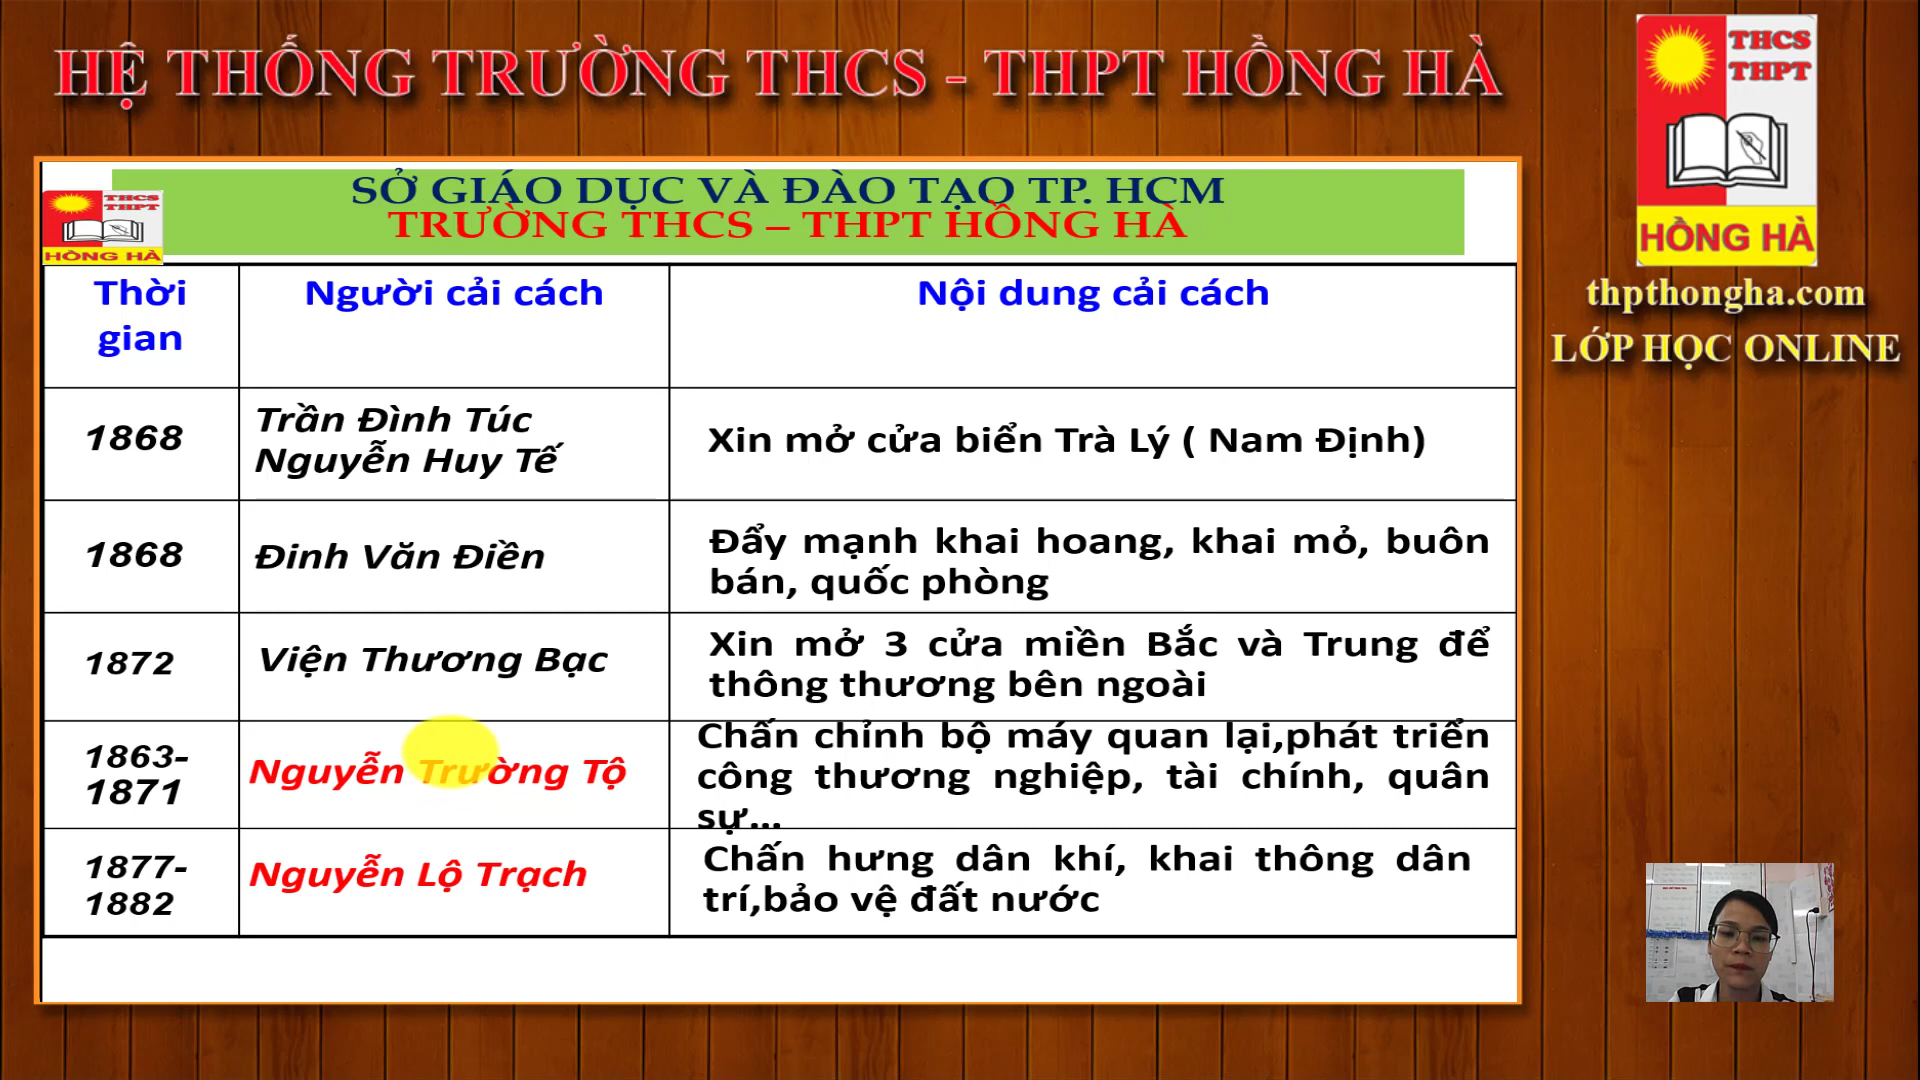 HỆ THỐNG TRƯỜNG THCS - THPT HỒNG HÀ
THCS
THPT
HỒNG HÀ
thpthongha.com
LỚP HỌC ONLINE
THCS
THPT
HỒNG HÀ
SỞ GIÁO DỤC VÀ ĐÀO TẠO TP. HCM
TRƯỜNG THCS – THPT HỒNG HÀ
Thời
gian
Người cải cách
Nội dung cải cách
1868
Trần Đình Túc
Nguyễn Huy Tế
Xin mở cửa biển Trà Lý ( Nam Định)
1868
Đinh Văn Điền
Đẩy mạnh khai hoang, khai mỏ, buôn
bán, quốc phòng
1872
Viện Thương Bạc
Xin mở 3 cửa miền Bắc và Trung để
thông thương bên ngoài
1863-
1871
Nguyễn Trường Tộ
Chấn chỉnh bộ máy quan lại,phát triển
công thương nghiệp, tài chính, quân
sự...
1877-
1882
Nguyễn Lộ Trạch
Chấn hưng dân khí, khai thông dân
trí,bảo vệ đất nước